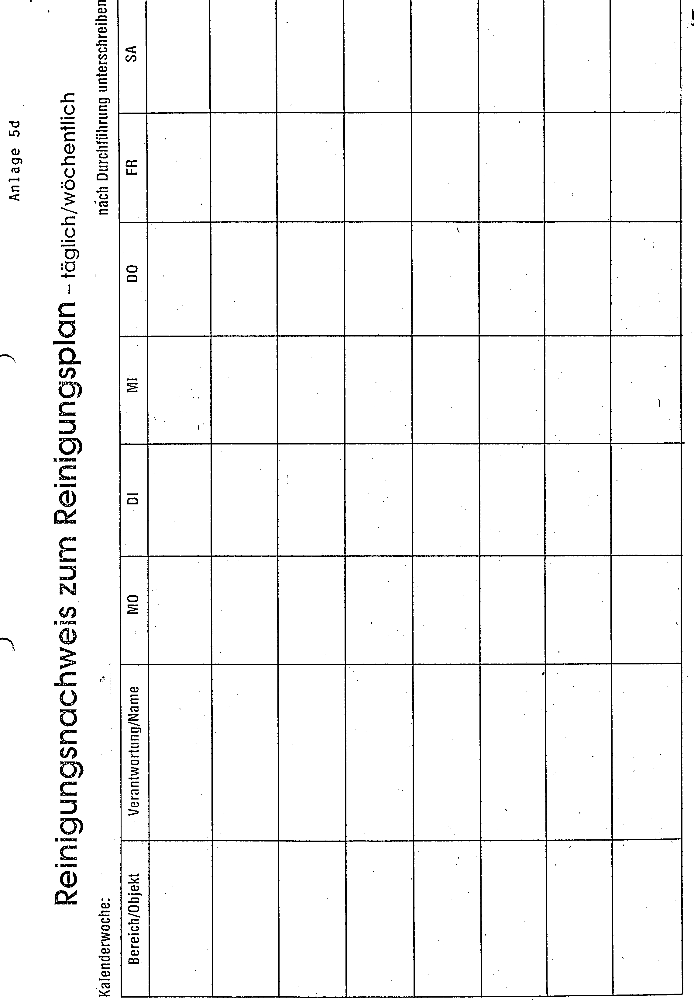 Anlage 5d
Reinigungsnachweis zum Reinigungsplan – täglich/wöchentlich
Kalenderwoche: nach Durchführung unterschreiben
Bereich/Objekt Verantwortung/Name MO DI MI DO FR SA